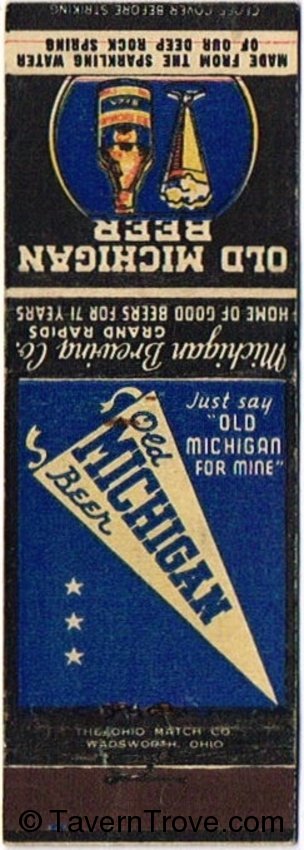 CLOSE COVER BEFORE STRIKING
MADE FROM THE SPARKLING WATER
OF OUR DEEP ROCK SPRING
OLD MICHIGAN
BEER
Michigan Brewing Co.
GRAND RAPIDS
HOME OF GOOD BEERS FOR 71 YEARS
Just say
"OLD
MICHIGAN
FOR MINE"
Old
MICHIGAN
Beer
THE OHIO MATCH CO.
WADSWORTH, OHIO
© TavernTrove.com